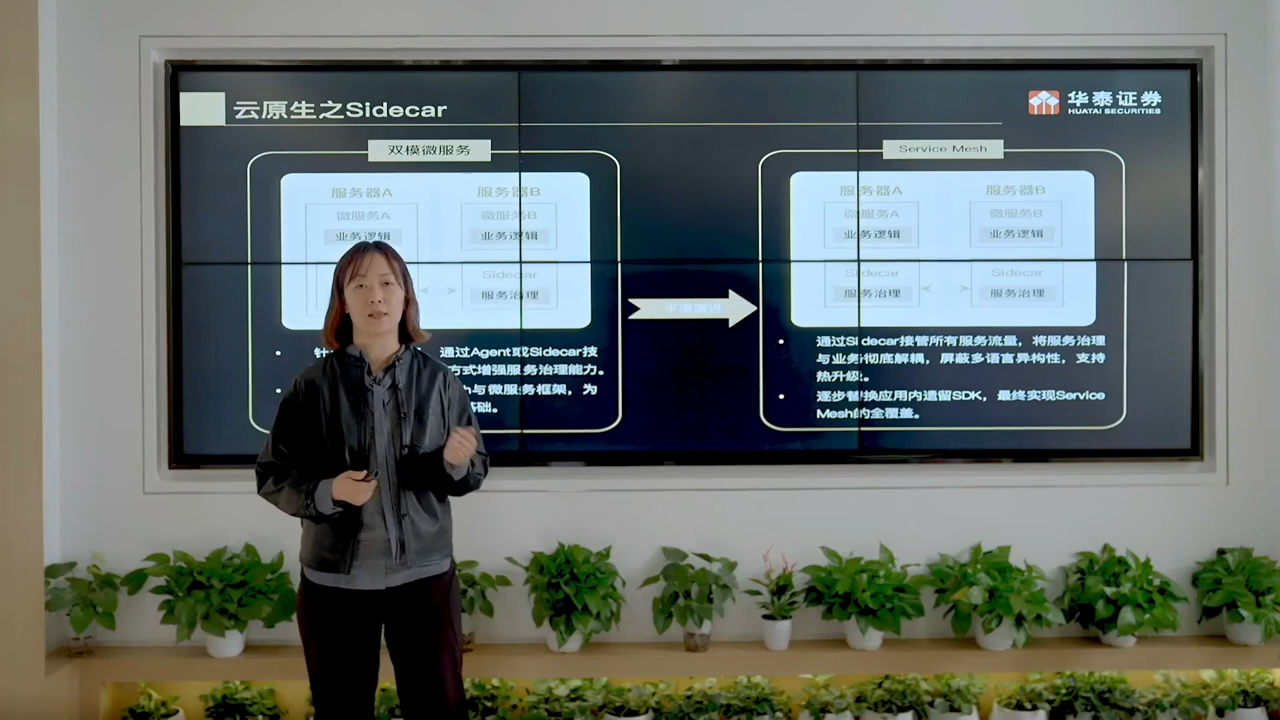 云原生之Sidecar
华泰证券
HUATAI SECURITIES
双模微服务
服务器A
服务器B
微服务A
微服务B
业务逻辑
业务逻辑
Sidecar
服务治理
通过Agent或Sidecar技
方式增强服务治理能力。
与微服务框架，为
Service Mesh
服务器A
服务器B
微服务A
微服务B
业务逻辑
业务逻辑
Sidecar
Sidecar
服务治理
服务治理
• 通过Sidecar接管所有服务流量，将服务治理
与业务彻底解耦，屏蔽多语言异构性，支持
热升级。
• 逐步替换应用内遗留SDK，最终实现Service
Mesh的全覆盖。